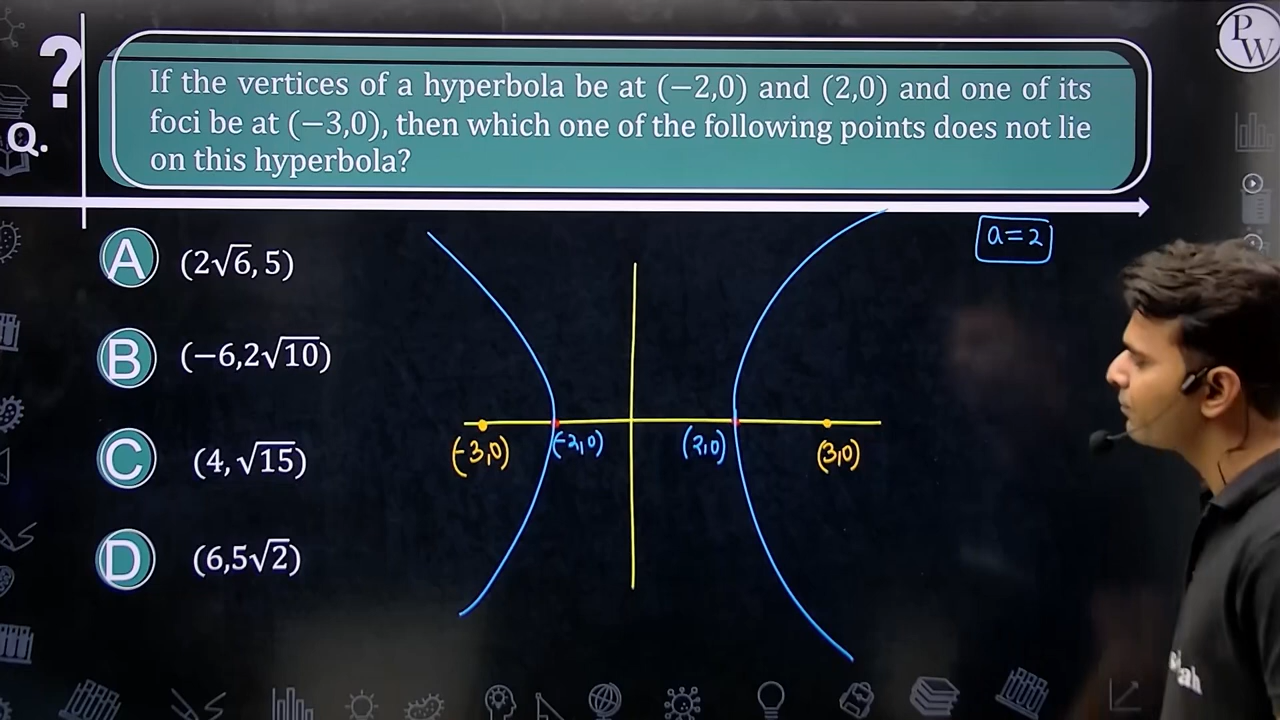 P
W
?
Q.
If the vertices of a hyperbola be at (−2,0) and (2,0) and one of its
foci be at (−3,0), then which one of the following points does not lie
on this hyperbola?
a=2
A (2√6, 5)
B (−6,2√10)
C (4, √15)
D (6,5√2)
(-3,0) (-2,0) (2,0) (3,0)